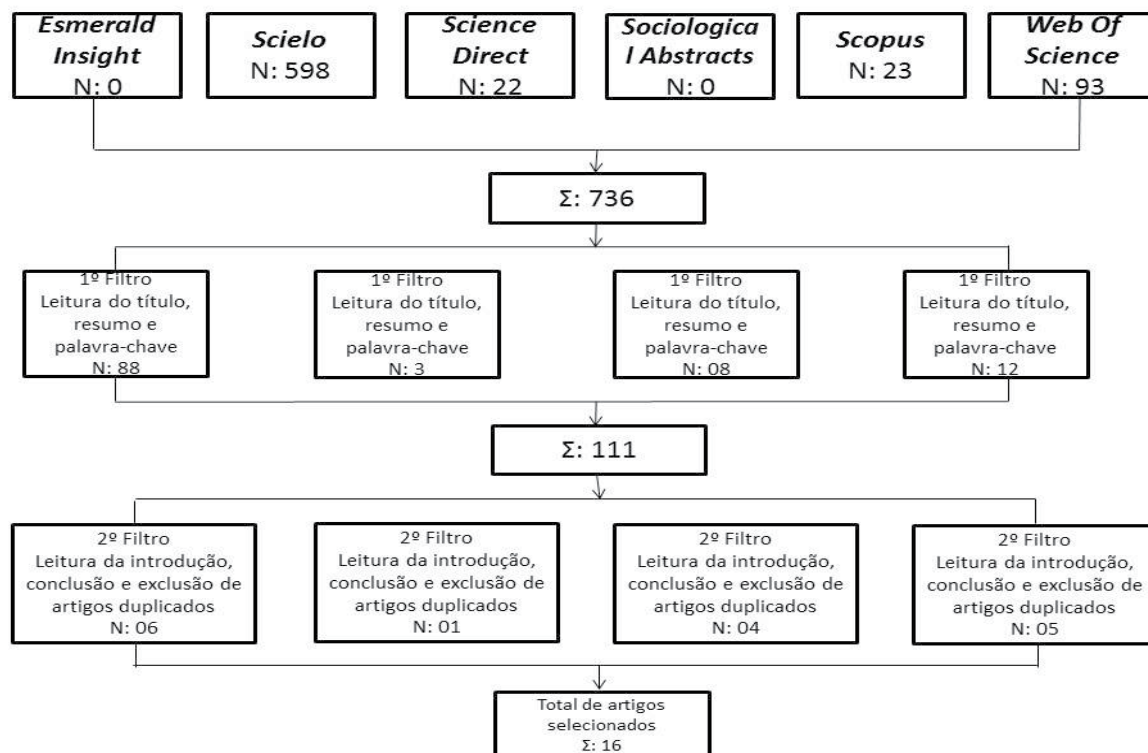 Esmerald
Insight
N: 0
Scielo
N: 598
Science
Direct
N: 22
Sociologica
l Abstracts
N: 0
Scopus
N: 23
Web Of
Science
N: 93
Σ: 736
1º Filtro
Leitura do título,
resumo e
palavra-chave
N: 88
1º Filtro
Leitura do título,
resumo e
palavra-chave
N: 3
1º Filtro
Leitura do título,
resumo e
palavra-chave
N: 08
1º Filtro
Leitura do título,
resumo e
palavra-chave
N: 12
Σ: 111
2º Filtro
Leitura da introdução,
conclusão e exclusão de
artigos duplicados
N: 06
2º Filtro
Leitura da introdução,
conclusão e exclusão de
artigos duplicados
N: 01
2º Filtro
Leitura da introdução,
conclusão e exclusão de
artigos duplicados
N: 04
2º Filtro
Leitura da introdução,
conclusão e exclusão de
artigos duplicados
N: 05
Total de artigos
selecionados
Σ: 16